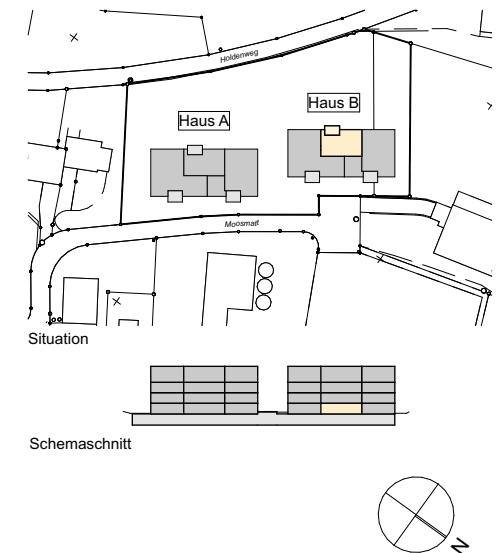 Holdenweg
Haus B
Haus A
Moosmatt
Situation
Schemaschnitt
N